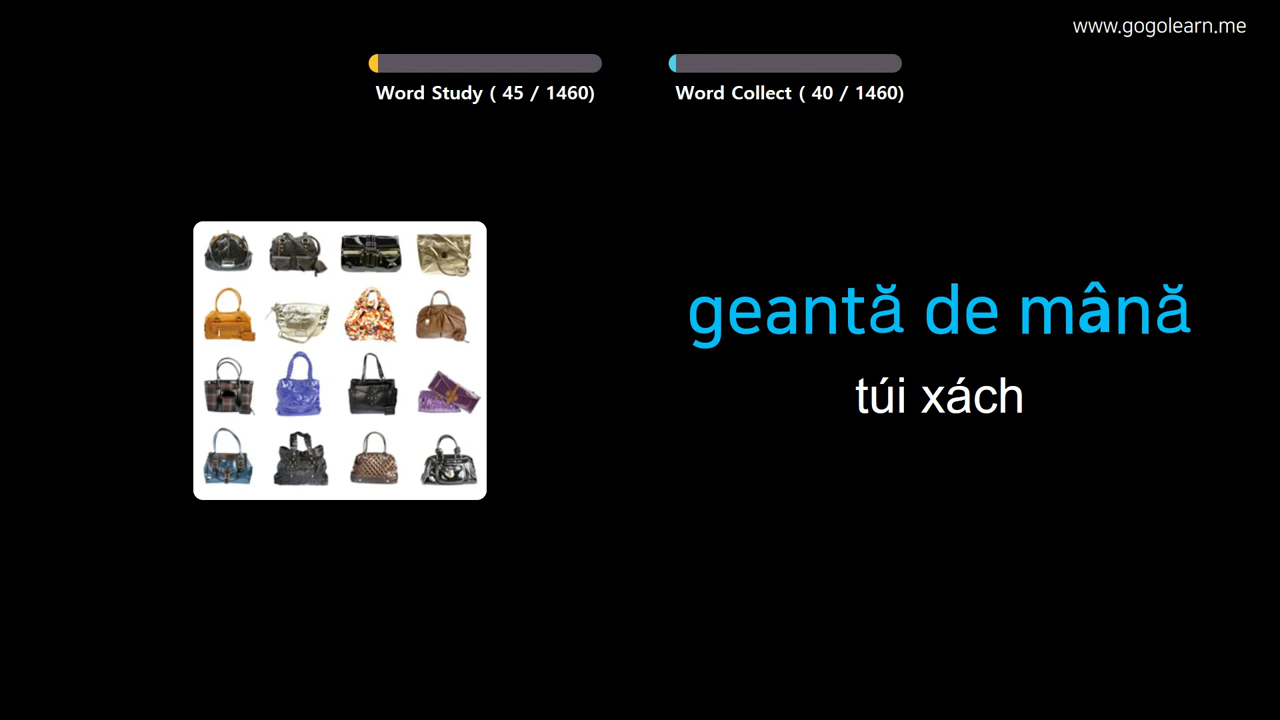 www.gogolearn.me
Word Study ( 45 / 1460)
Word Collect ( 40 / 1460)
geantă de mână
túi xách